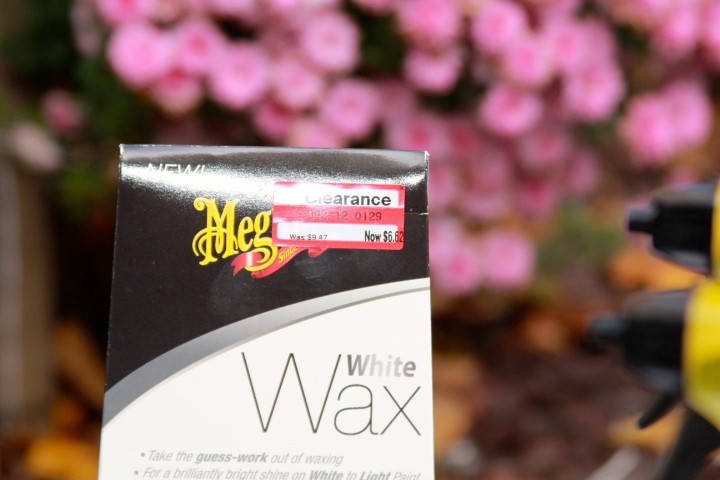 NEW!
Clearance
Meg
Was $9.47 Now $6.62
Since
White
Wax
• Take the guess-work out of waxing
• For a brilliantly bright shine on White to Light Paint